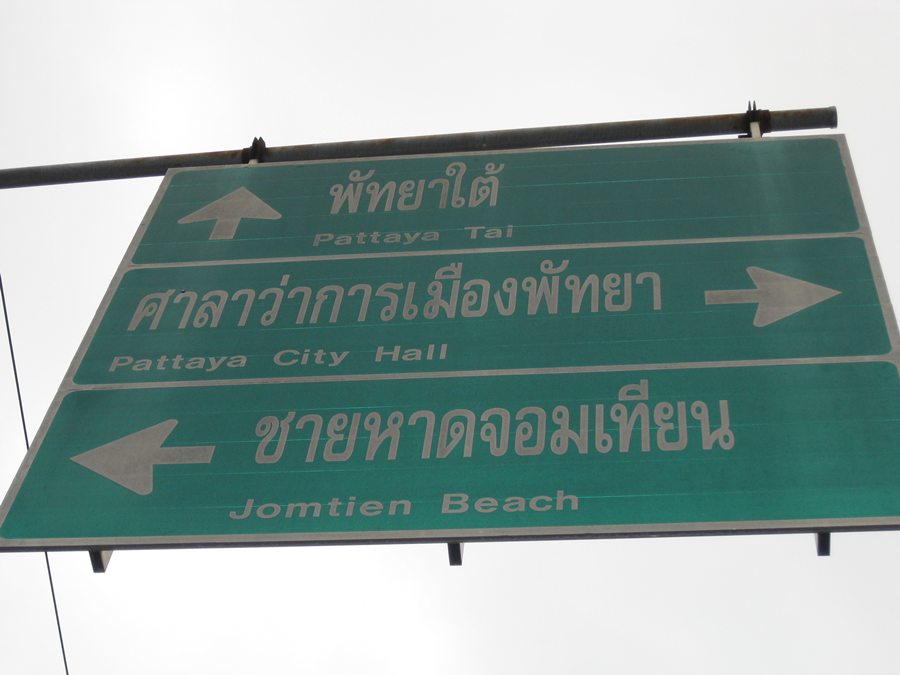 พัทยาใต้
Pattaya Tai
ศาลาว่าการเมืองพัทยา
Pattaya City Hall
ชายหาดจอมเทียน
Jomtien Beach